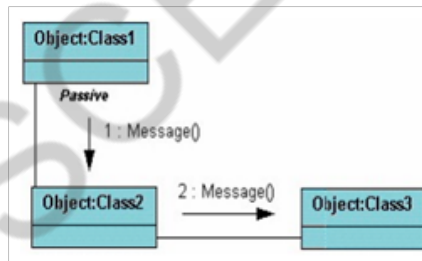 Object:Class1
Passive
1 : Message()
Object:Class2
2 : Message()
Object:Class3